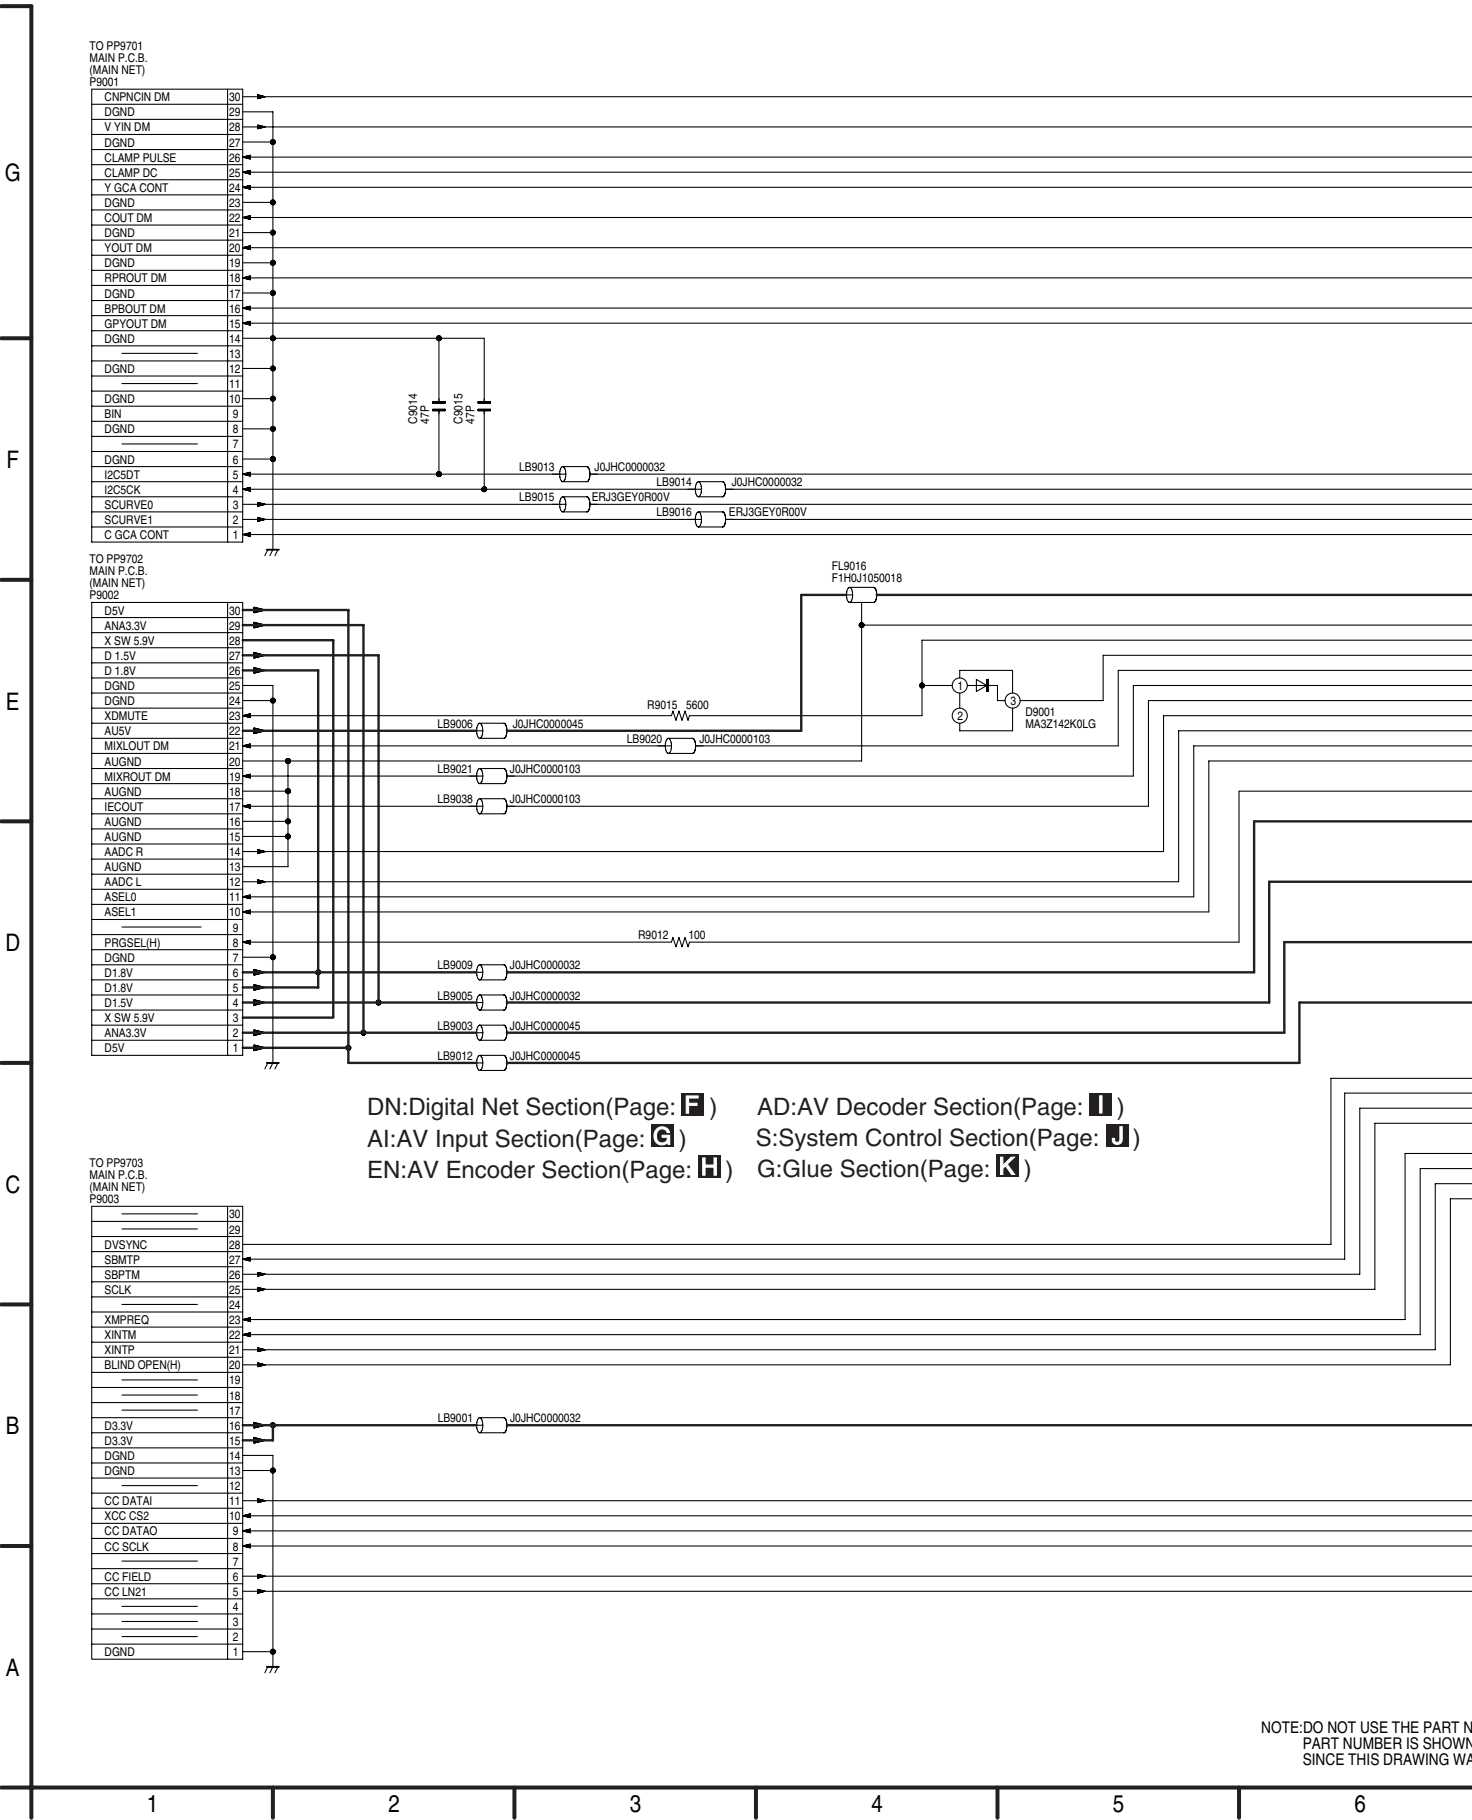 TO PP9701
MAIN P.C.B.
(MAIN NET)
P9001
CNPNCIN DM 30
DGND 29
V YIN DM 28
DGND 27
CLAMP PULSE 26
CLAMP DC 25
Y GCA CONT 24
DGND 23
COUT DM 22
DGND 21
YOUT DM 20
DGND 19
RPROUT DM 18
DGND 17
BPBOUT DM 16
GPYOUT DM 15
DGND 14
13
DGND 12
11
DGND 10
BIN 9
DGND 8
7
DGND 6
I2C5DT 5
I2C5CK 4
SCURVE0 3
SCURVE1 2
C GCA CONT 1
C9014
47P
C9015
47P
LB9013 J0JHC0000032
LB9014 J0JHC0000032
LB9015 ERJ3GEY0R00V
LB9016 ERJ3GEY0R00V
G
F
TO PP9702
MAIN P.C.B.
(MAIN NET)
P9002
D5V 30
ANA3.3V 29
X SW 5.9V 28
D 1.5V 27
D 1.8V 26
DGND 25
DGND 24
XDMUTE 23
AU5V 22
MIXLOUT DM 21
AUGND 20
MIXROUT DM 19
AUGND 18
IECOUT 17
AUGND 16
AUGND 15
AADC R 14
AUGND 13
AADC L 12
ASEL0 11
ASEL1 10
9
PRGSEL(H) 8
DGND 7
D1.8V 6
D1.8V 5
D1.5V 4
X SW 5.9V 3
ANA3.3V 2
D5V 1
FL9016
F1H0J1050018
1
2
3
D9001
MA3Z142K0LG
R9015 5600
LB9006 J0JHC0000045
LB9020 J0JHC0000103
LB9021 J0JHC0000103
LB9038 J0JHC0000103
R9012 100
LB9009 J0JHC0000032
LB9005 J0JHC0000032
LB9003 J0JHC0000045
LB9012 J0JHC0000045
E
D
DN:Digital Net Section(Page: F ) AD:AV Decoder Section(Page: I )
AI:AV Input Section(Page: G ) S:System Control Section(Page: J )
EN:AV Encoder Section(Page: H ) G:Glue Section(Page: K )
TO PP9703
MAIN P.C.B.
(MAIN NET)
P9003
30
29
DVSYNC 28
SBMTP 27
SBPTM 26
SCLK 25
24
XMPREQ 23
XINTM 22
XINTP 21
BLIND OPEN(H) 20
19
18
17
D3.3V 16
D3.3V 15
DGND 14
DGND 13
12
CC DATAI 11
XCC CS2 10
CC DATAO 9
CC SCLK 8
7
CC FIELD 6
CC LN21 5
4
3
2
DGND 1
LB9001 J0JHC0000032
C
B
A
NOTE:DO NOT USE THE PART N
PART NUMBER IS SHOWN
SINCE THIS DRAWING WA
1 2 3 4 5 6